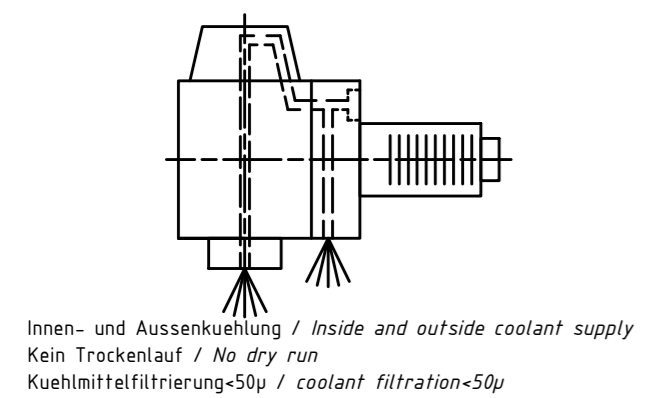 Innen- und Aussenkuehlung / Inside and outside coolant supply
Kein Trockenlauf / No dry run
Kuehlmittelfiltrierung<50μ / coolant filtration<50μ